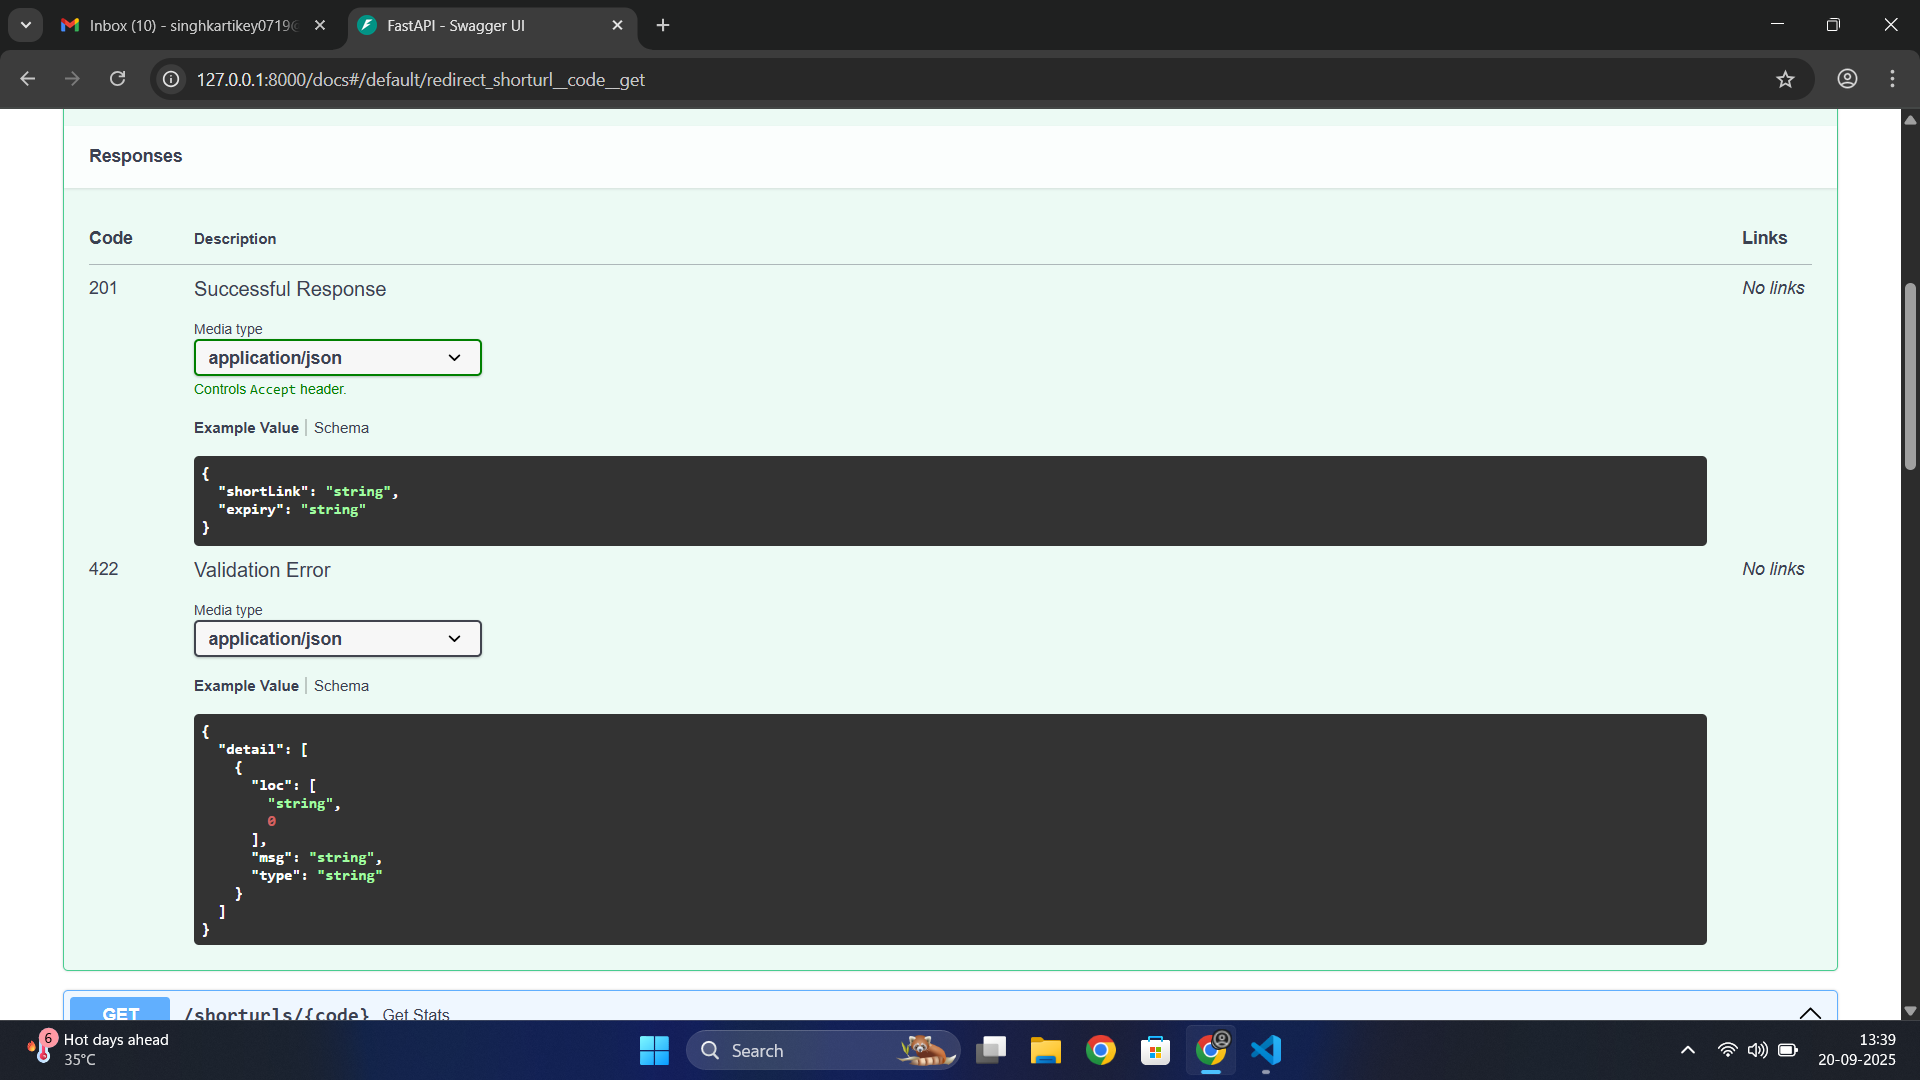 Inbox (10) - singhkartikey0719@
FastAPI - Swagger UI
127.0.0.1:8000/docs#/default/redirect_shorturl__code__get
Responses
Code Description Links
201 Successful Response No links
Media type
application/json
Controls Accept header.
Example Value | Schema
{
"shortLink": "string",
"expiry": "string"
}
422 Validation Error No links
Media type
application/json
Example Value | Schema
{
"detail": [
{
"loc": [
"string",
0
],
"msg": "string",
"type": "string"
}
]
}
GET /shorturls/{code} Get Stats
6
Hot days ahead
35°C
Search
13:39
20-09-2025